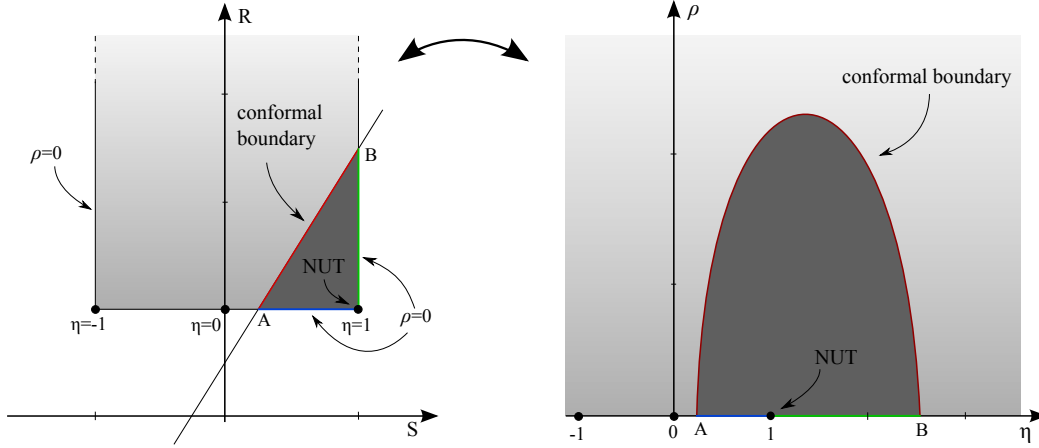 R
conformal
boundary
B
ρ=0
NUT
A
η=-1
η=0
η=1
ρ=0
S
ρ
conformal boundary
NUT
-1
0
A
1
B
η